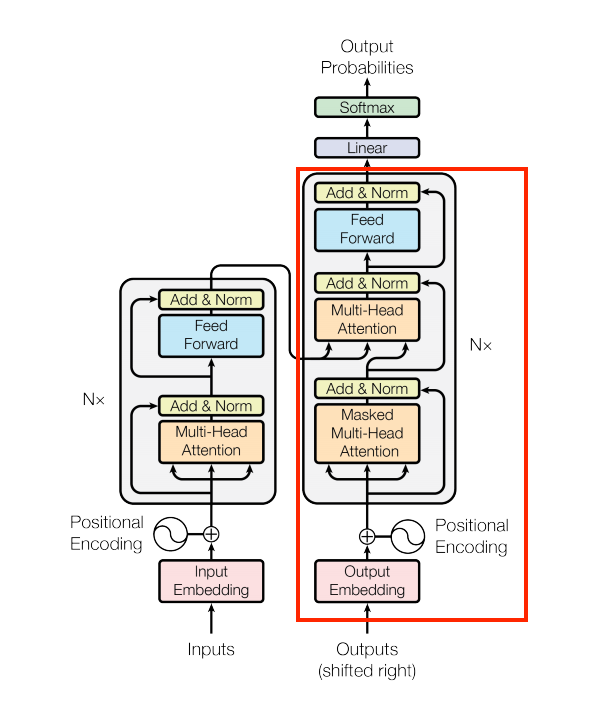 Output
Probabilities
Softmax
Linear
Add & Norm
Feed
Forward
Add & Norm
Multi-Head
Attention
Add & Norm
Masked
Multi-Head
Attention
N×
Positional
Encoding
Output
Embedding
Outputs
(shifted right)
Add & Norm
Feed
Forward
Add & Norm
Multi-Head
Attention
N×
Positional
Encoding
Input
Embedding
Inputs